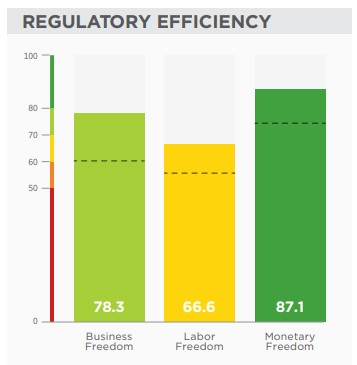 REGULATORY EFFICIENCY
100
80
70
60
50
0
78.3
66.6
87.1
Business
Freedom
Labor
Freedom
Monetary
Freedom